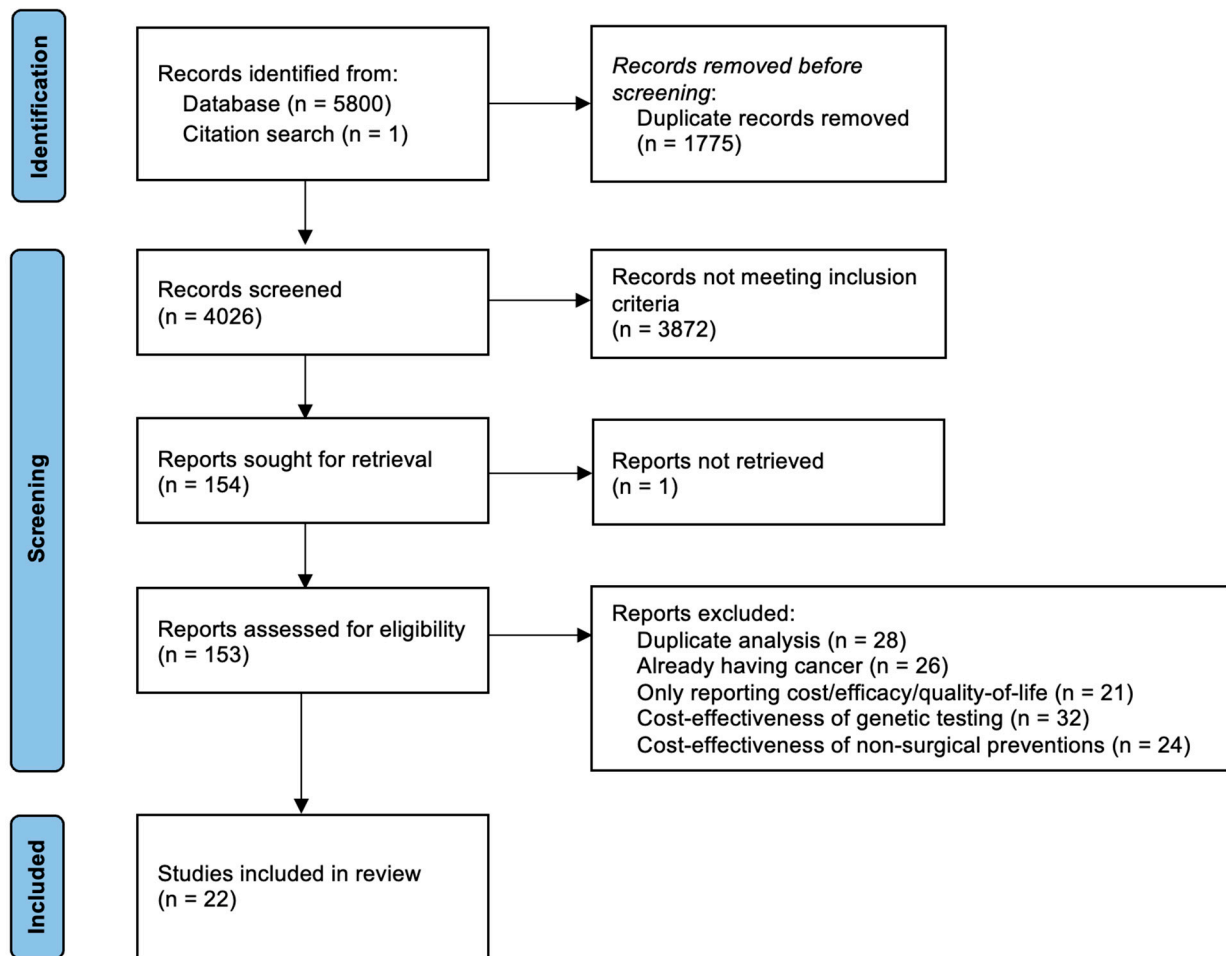 Identification
Records identified from:
Database (n = 5800)
Citation search (n = 1)
Records removed before
screening:
Duplicate records removed
(n = 1775)
Screening
Records screened
(n = 4026)
Records not meeting inclusion
criteria
(n = 3872)
Reports sought for retrieval
(n = 154)
Reports not retrieved
(n = 1)
Reports assessed for eligibility
(n = 153)
Reports excluded:
Duplicate analysis (n = 28)
Already having cancer (n = 26)
Only reporting cost/efficacy/quality-of-life (n = 21)
Cost-effectiveness of genetic testing (n = 32)
Cost-effectiveness of non-surgical preventions (n = 24)
Included
Studies included in review
(n = 22)